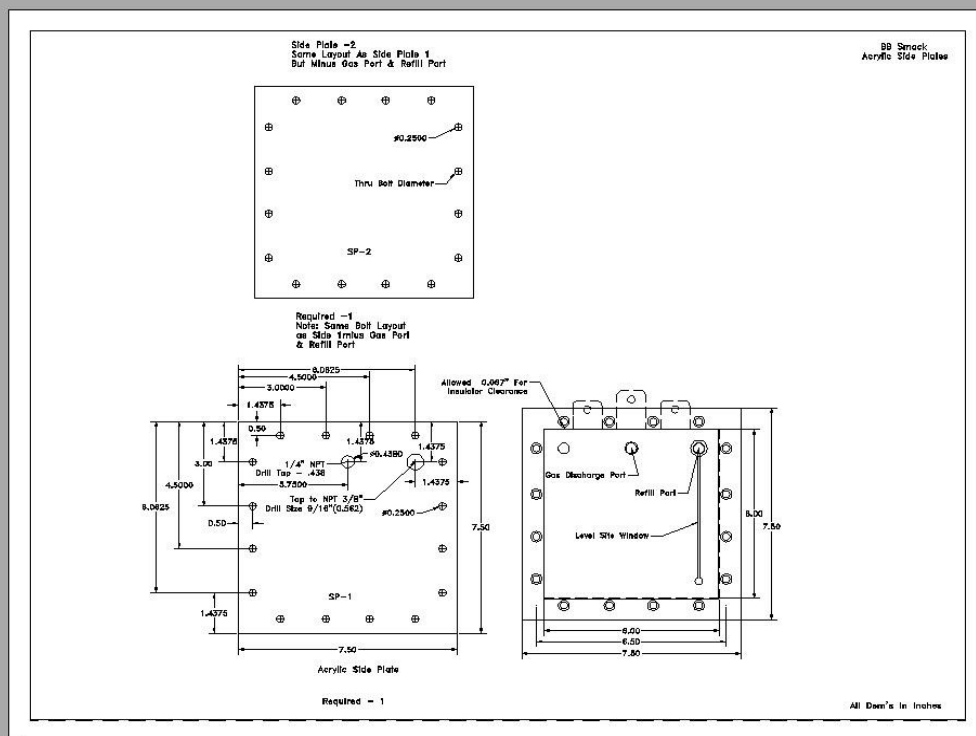 Side Plate -2
Same Layout As Side Plate 1
But Minus Gas Port & Refill Port
BB Smack
Acrylic Side Plates
ø0.2500
Thru Bolt Diameter
SP-2
Required -1
Note: Same Bolt Layout
as Side 1mius Gas Port
& Refill Port
6.0625
4.5000
3.0000
1.4375
0.50
1.4375
1.4375
1.4375
ø0.4380
1/4" NPT
Drill Tap - .438
3.7500
3.00
4.5000
6.0625
0.50
Tap to NPT 3/8"
Drill Size 9/16"(0.562)
1.4375
ø0.2500
7.50
1.4375
SP-1
7.50
Acrylic Side Plate
Required - 1
Allowed 0.067" For
Insulator Clearance
Gas Discharge Port
Refill Port
Level Site Window
6.00
7.50
6.00
6.50
7.50
All Dem's In Inches